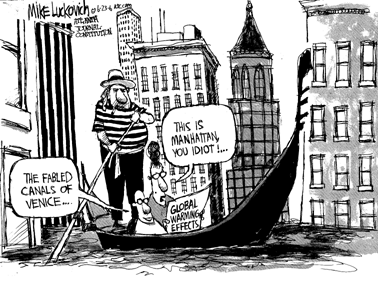 MIKE LUCKOVICH
ATLANTA
JOURNAL
CONSTITUTION
THE FABLED
CANALS OF
VENICE....
THIS IS
MANHATTAN,
YOU IDIOT!...
GLOBAL
WARMING
EFFECTS